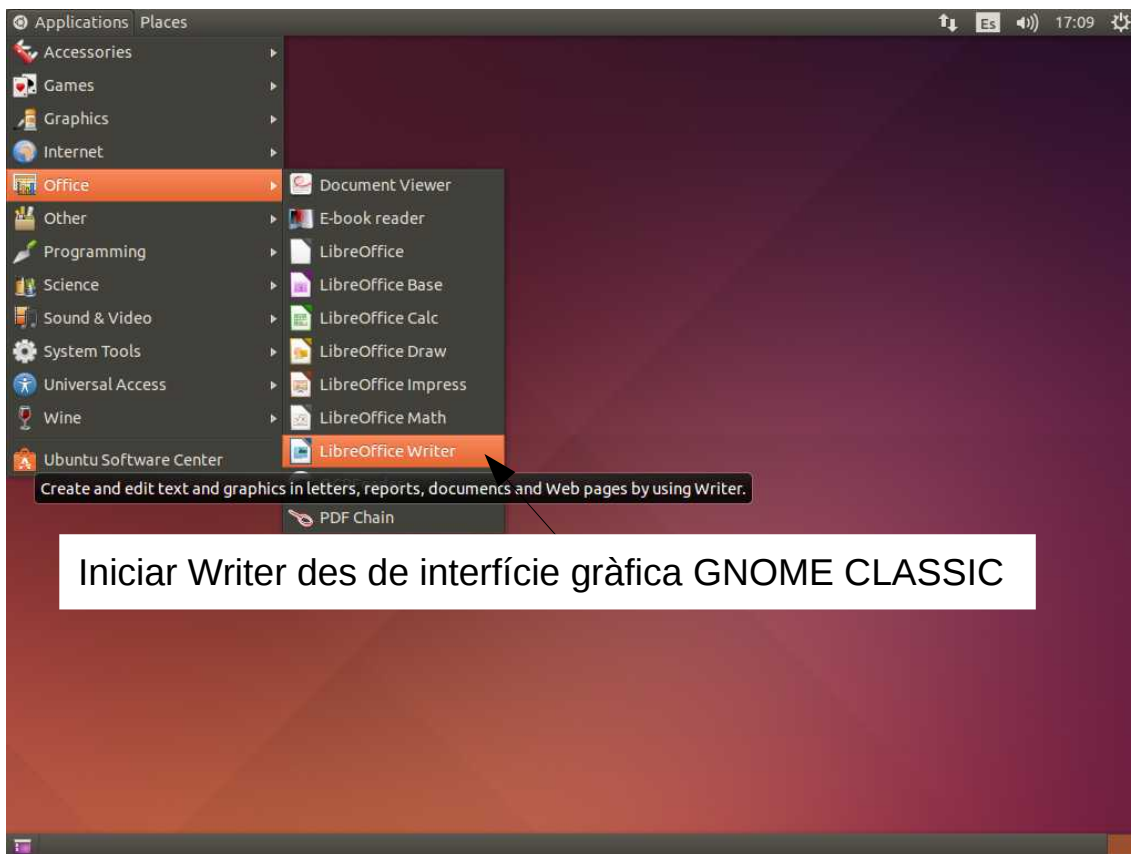 Applications Places
Es 17:09
Accessories
Games
Graphics
Internet
Office
Other
Programming
Science
Sound & Video
System Tools
Universal Access
Wine
Ubuntu Software Center
Document Viewer
E-book reader
LibreOffice
LibreOffice Base
LibreOffice Calc
LibreOffice Draw
LibreOffice Impress
LibreOffice Math
LibreOffice Writer
Create and edit text and graphics in letters, reports, documents and Web pages by using Writer.
PDF Chain
Iniciar Writer des de interfície gràfica GNOME CLASSIC